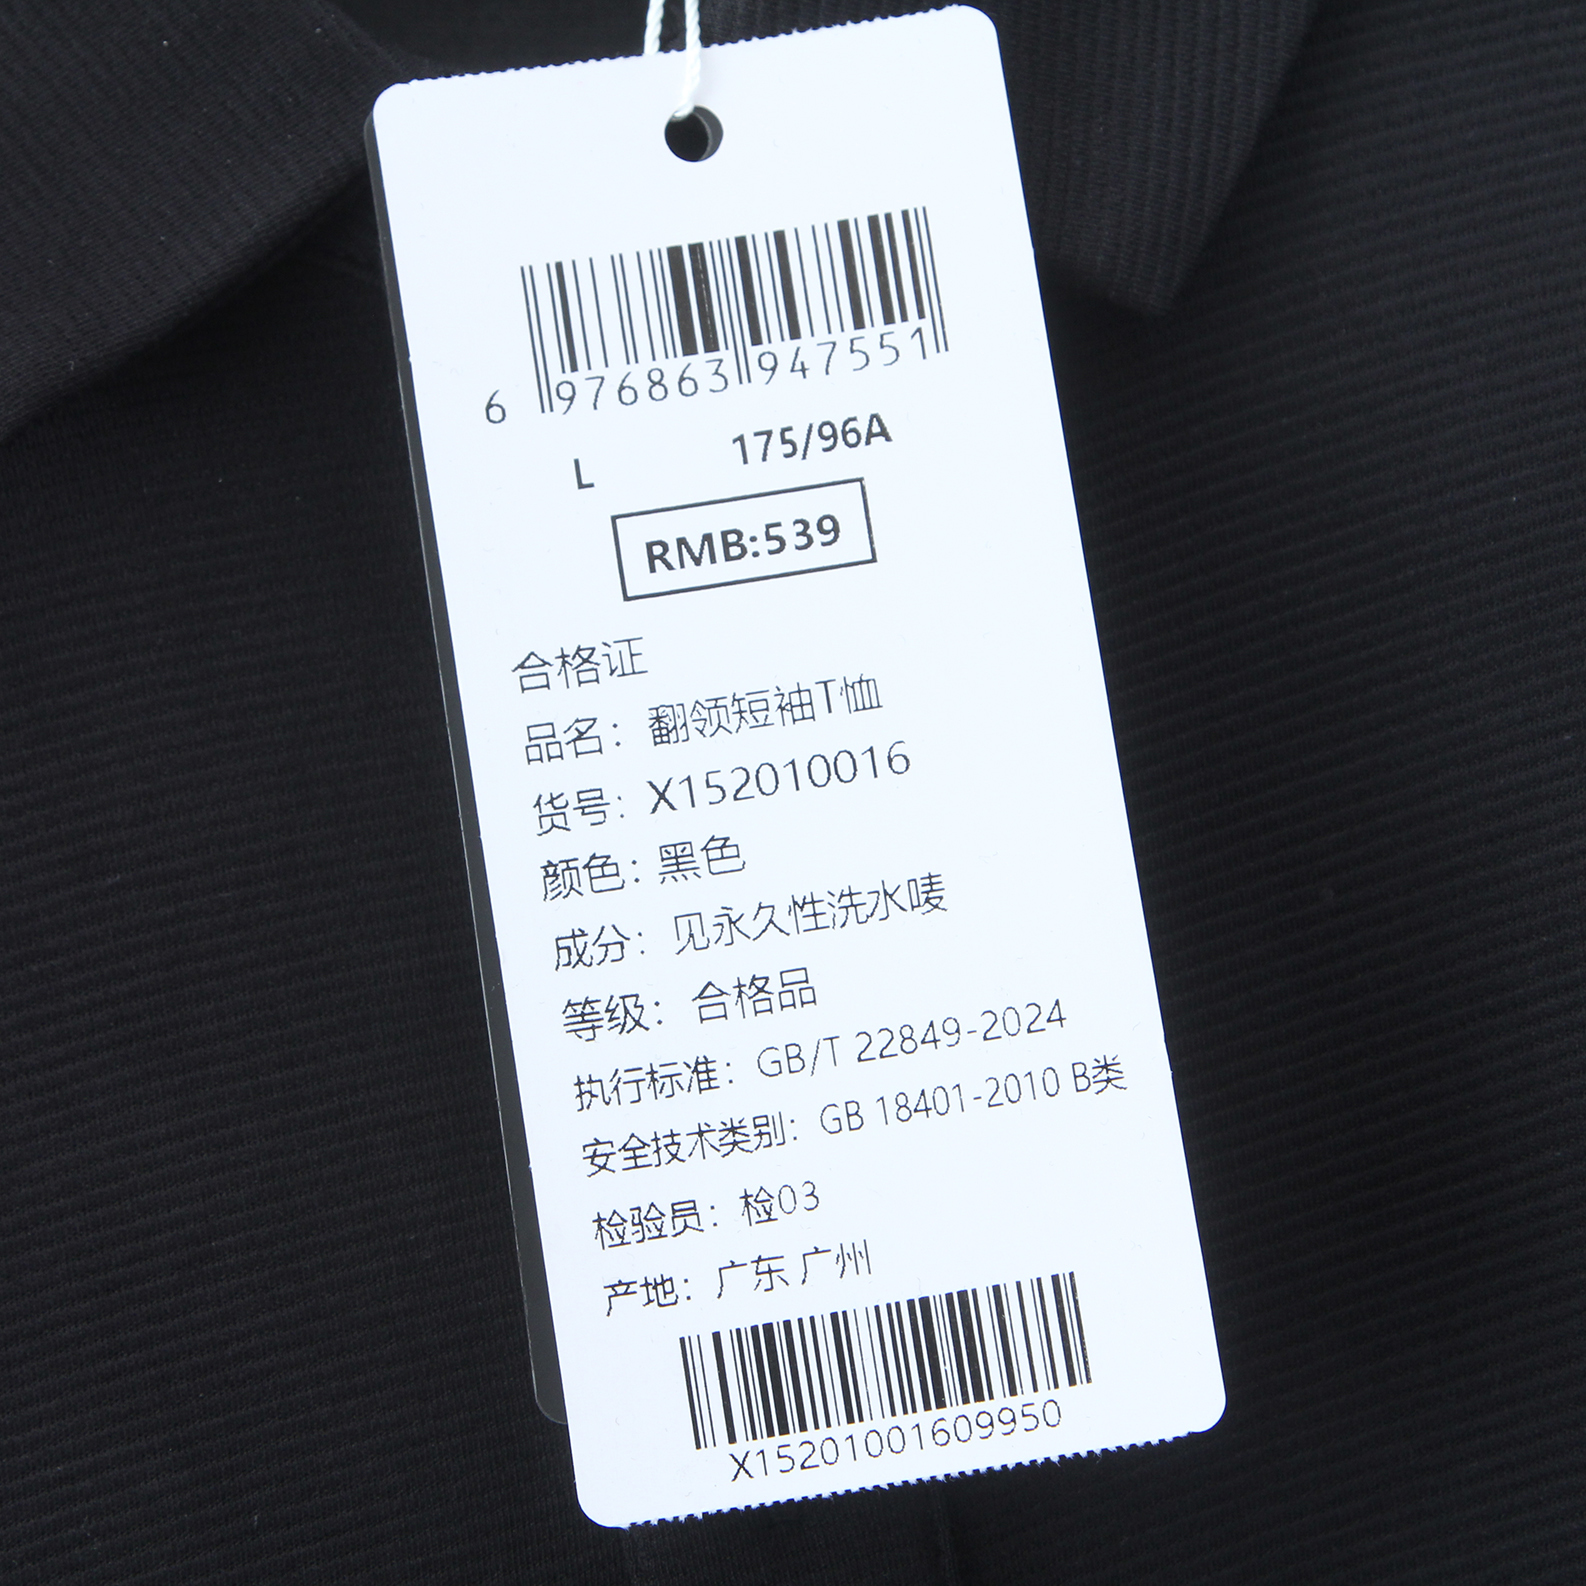 6 976863 947551
L 175/96A
RMB:539
合格证
品名：翻领短袖T恤
货号：X152010016
颜色：黑色
成分：见永久性洗水唛
等级：合格品
执行标准：GB/T 22849-2024
安全技术类别：GB 18401-2010 B类
检验员：检03
产地：广东 广州
X15201001609950